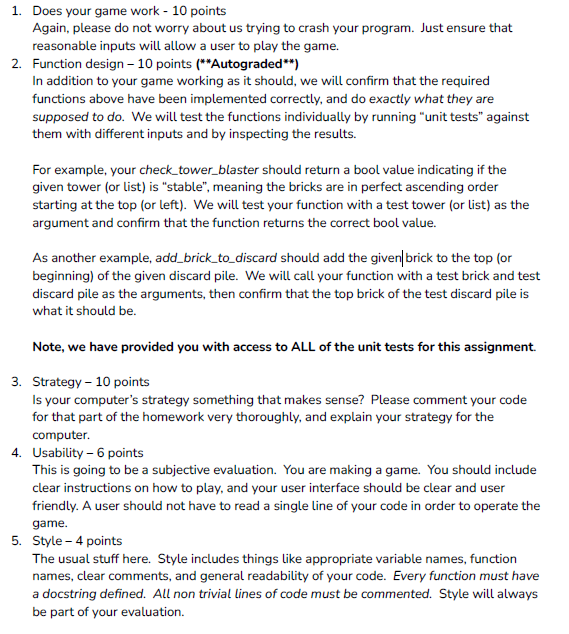 1. Does your game work - 10 points
Again, please do not worry about us trying to crash your program. Just ensure that
reasonable inputs will allow a user to play the game.
2. Function design – 10 points (**Autograded**)
In addition to your game working as it should, we will confirm that the required
functions above have been implemented correctly, and do exactly what they are
supposed to do. We will test the functions individually by running “unit tests” against
them with different inputs and by inspecting the results.
For example, your check_tower_blaster should return a bool value indicating if the
given tower (or list) is “stable”, meaning the bricks are in perfect ascending order
starting at the top (or left). We will test your function with a test tower (or list) as the
argument and confirm that the function returns the correct bool value.
As another example, add_brick_to_discard should add the given brick to the top (or
beginning) of the given discard pile. We will call your function with a test brick and test
discard pile as the arguments, then confirm that the top brick of the test discard pile is
what it should be.
Note, we have provided you with access to ALL of the unit tests for this assignment.
3. Strategy – 10 points
Is your computer’s strategy something that makes sense? Please comment your code
for that part of the homework very thoroughly, and explain your strategy for the
computer.
4. Usability – 6 points
This is going to be a subjective evaluation. You are making a game. You should include
clear instructions on how to play, and your user interface should be clear and user
friendly. A user should not have to read a single line of your code in order to operate the
game.
5. Style – 4 points
The usual stuff here. Style includes things like appropriate variable names, function
names, clear comments, and general readability of your code. Every function must have
a docstring defined. All non trivial lines of code must be commented. Style will always
be part of your evaluation.